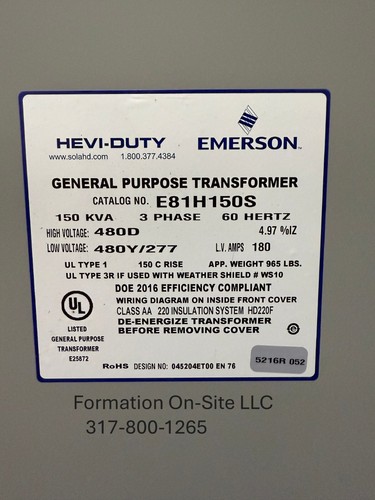 HEVI-DUTY EMERSON™
www.solahd.com 1.800.377.4384
GENERAL PURPOSE TRANSFORMER
CATALOG NO. E81H150S
150 KVA 3 PHASE 60 HERTZ
HIGH VOLTAGE: 480D 4.97 %IZ
LOW VOLTAGE: 480Y/277 L.V. AMPS 180
UL TYPE 1 150 C RISE APP. WEIGHT 965 LBS.
UL TYPE 3R IF USED WITH WEATHER SHIELD # WS10
DOE 2016 EFFICIENCY COMPLIANT
WIRING DIAGRAM ON INSIDE FRONT COVER
CLASS AA 220 INSULATION SYSTEM HD220F
DE-ENERGIZE TRANSFORMER
BEFORE REMOVING COVER
UL
LISTED
GENERAL PURPOSE
TRANSFORMER
E25872
5216R 052
RoHS DESIGN NO: 045204ET00 EN 76
Formation On-Site LLC
317-800-1265